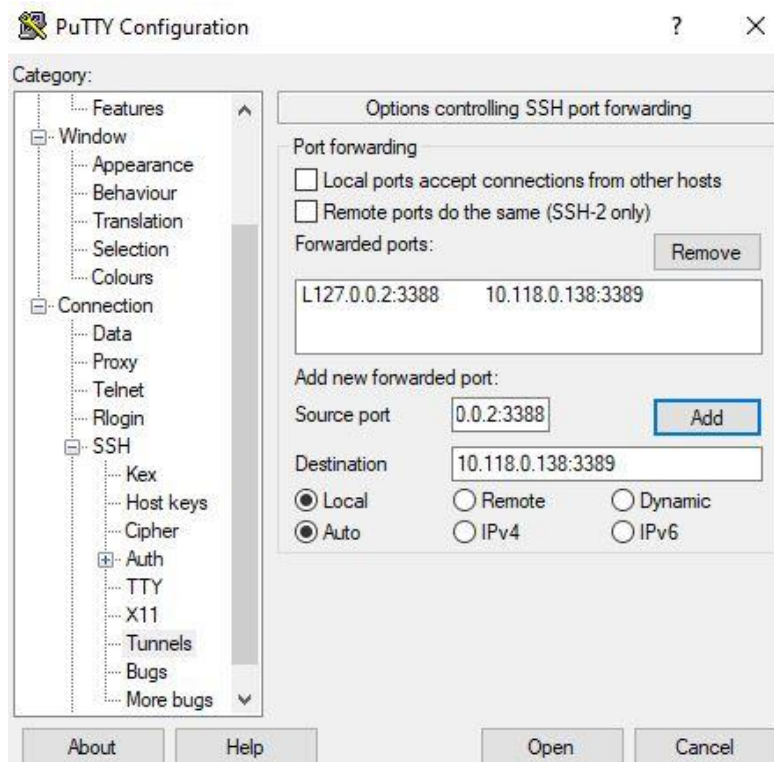 PuTTY Configuration
?
Category:
Features
Window
Appearance
Behaviour
Translation
Selection
Colours
Connection
Data
Proxy
Telnet
Rlogin
SSH
Kex
Host keys
Cipher
Auth
TTY
X11
Tunnels
Bugs
More bugs
Options controlling SSH port forwarding
Port forwarding
Local ports accept connections from other hosts
Remote ports do the same (SSH-2 only)
Forwarded ports:
Remove
L127.0.0.2:3388 10.118.0.138:3389
Add new forwarded port:
Source port 0.0.2:3388 Add
Destination 10.118.0.138:3389
Local Remote Dynamic
Auto IPv4 IPv6
About Help Open Cancel